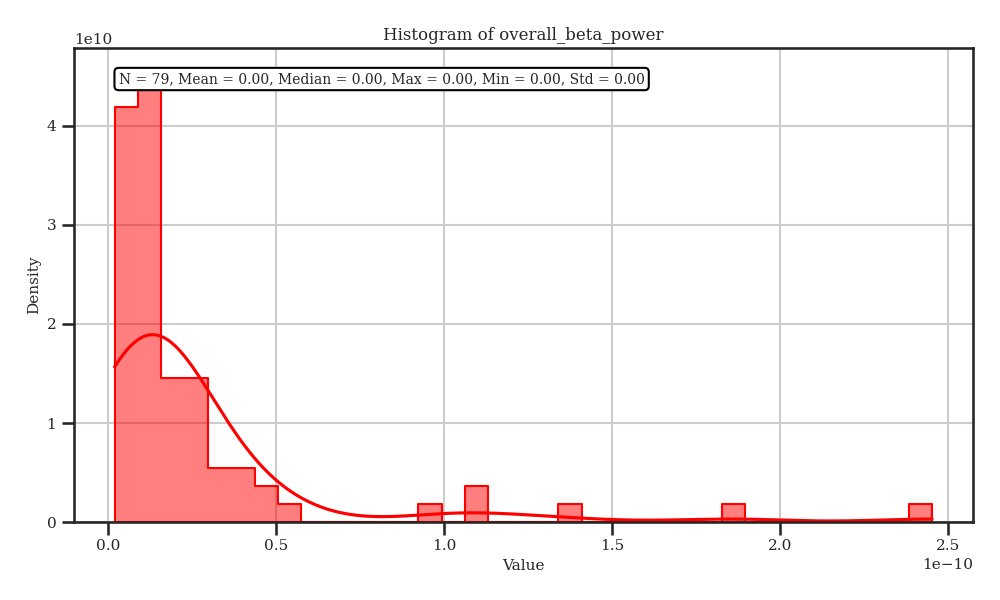 Histogram of overall_beta_power
1e10
N = 79, Mean = 0.00, Median = 0.00, Max = 0.00, Min = 0.00, Std = 0.00
4
3
2
1
0
Density
0.0 0.5 1.0 1.5 2.0 2.5
1e−10
Value